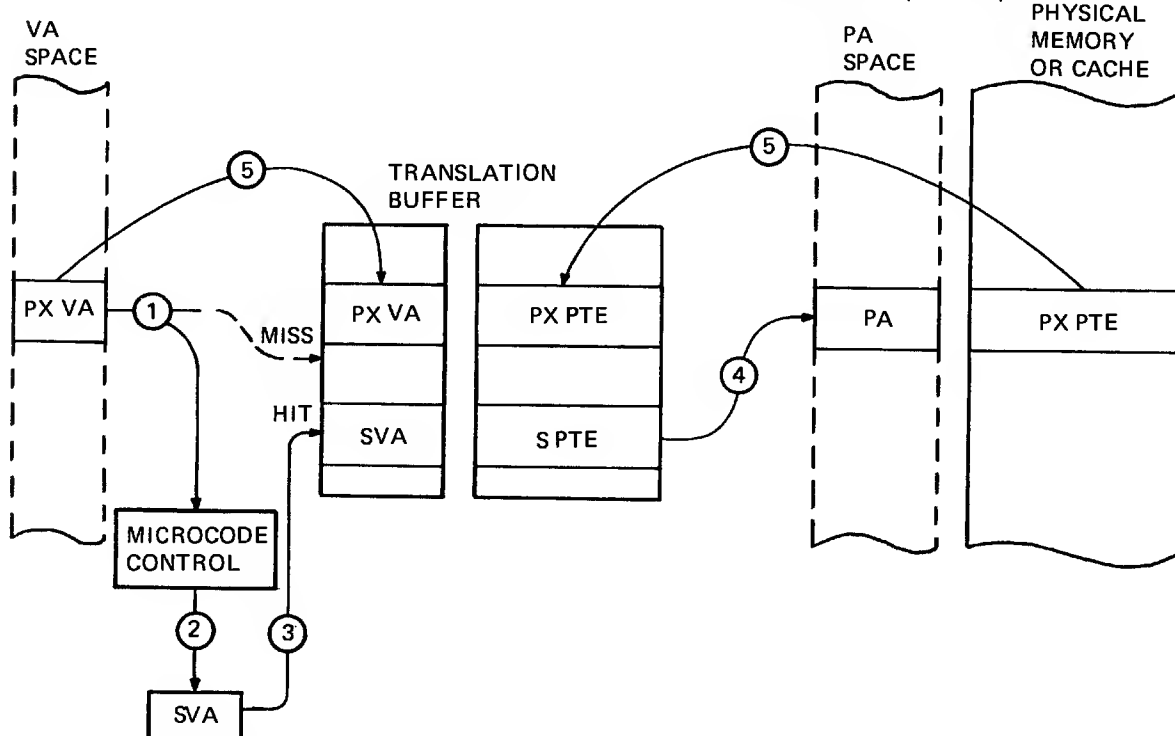 VA
SPACE
PA
SPACE
PHYSICAL
MEMORY
OR CACHE
5
5
TRANSLATION
BUFFER
PX VA
1
MISS
PX VA
PX PTE
PA
PX PTE
4
HIT
SVA
S PTE
MICROCODE
CONTROL
2
3
SVA